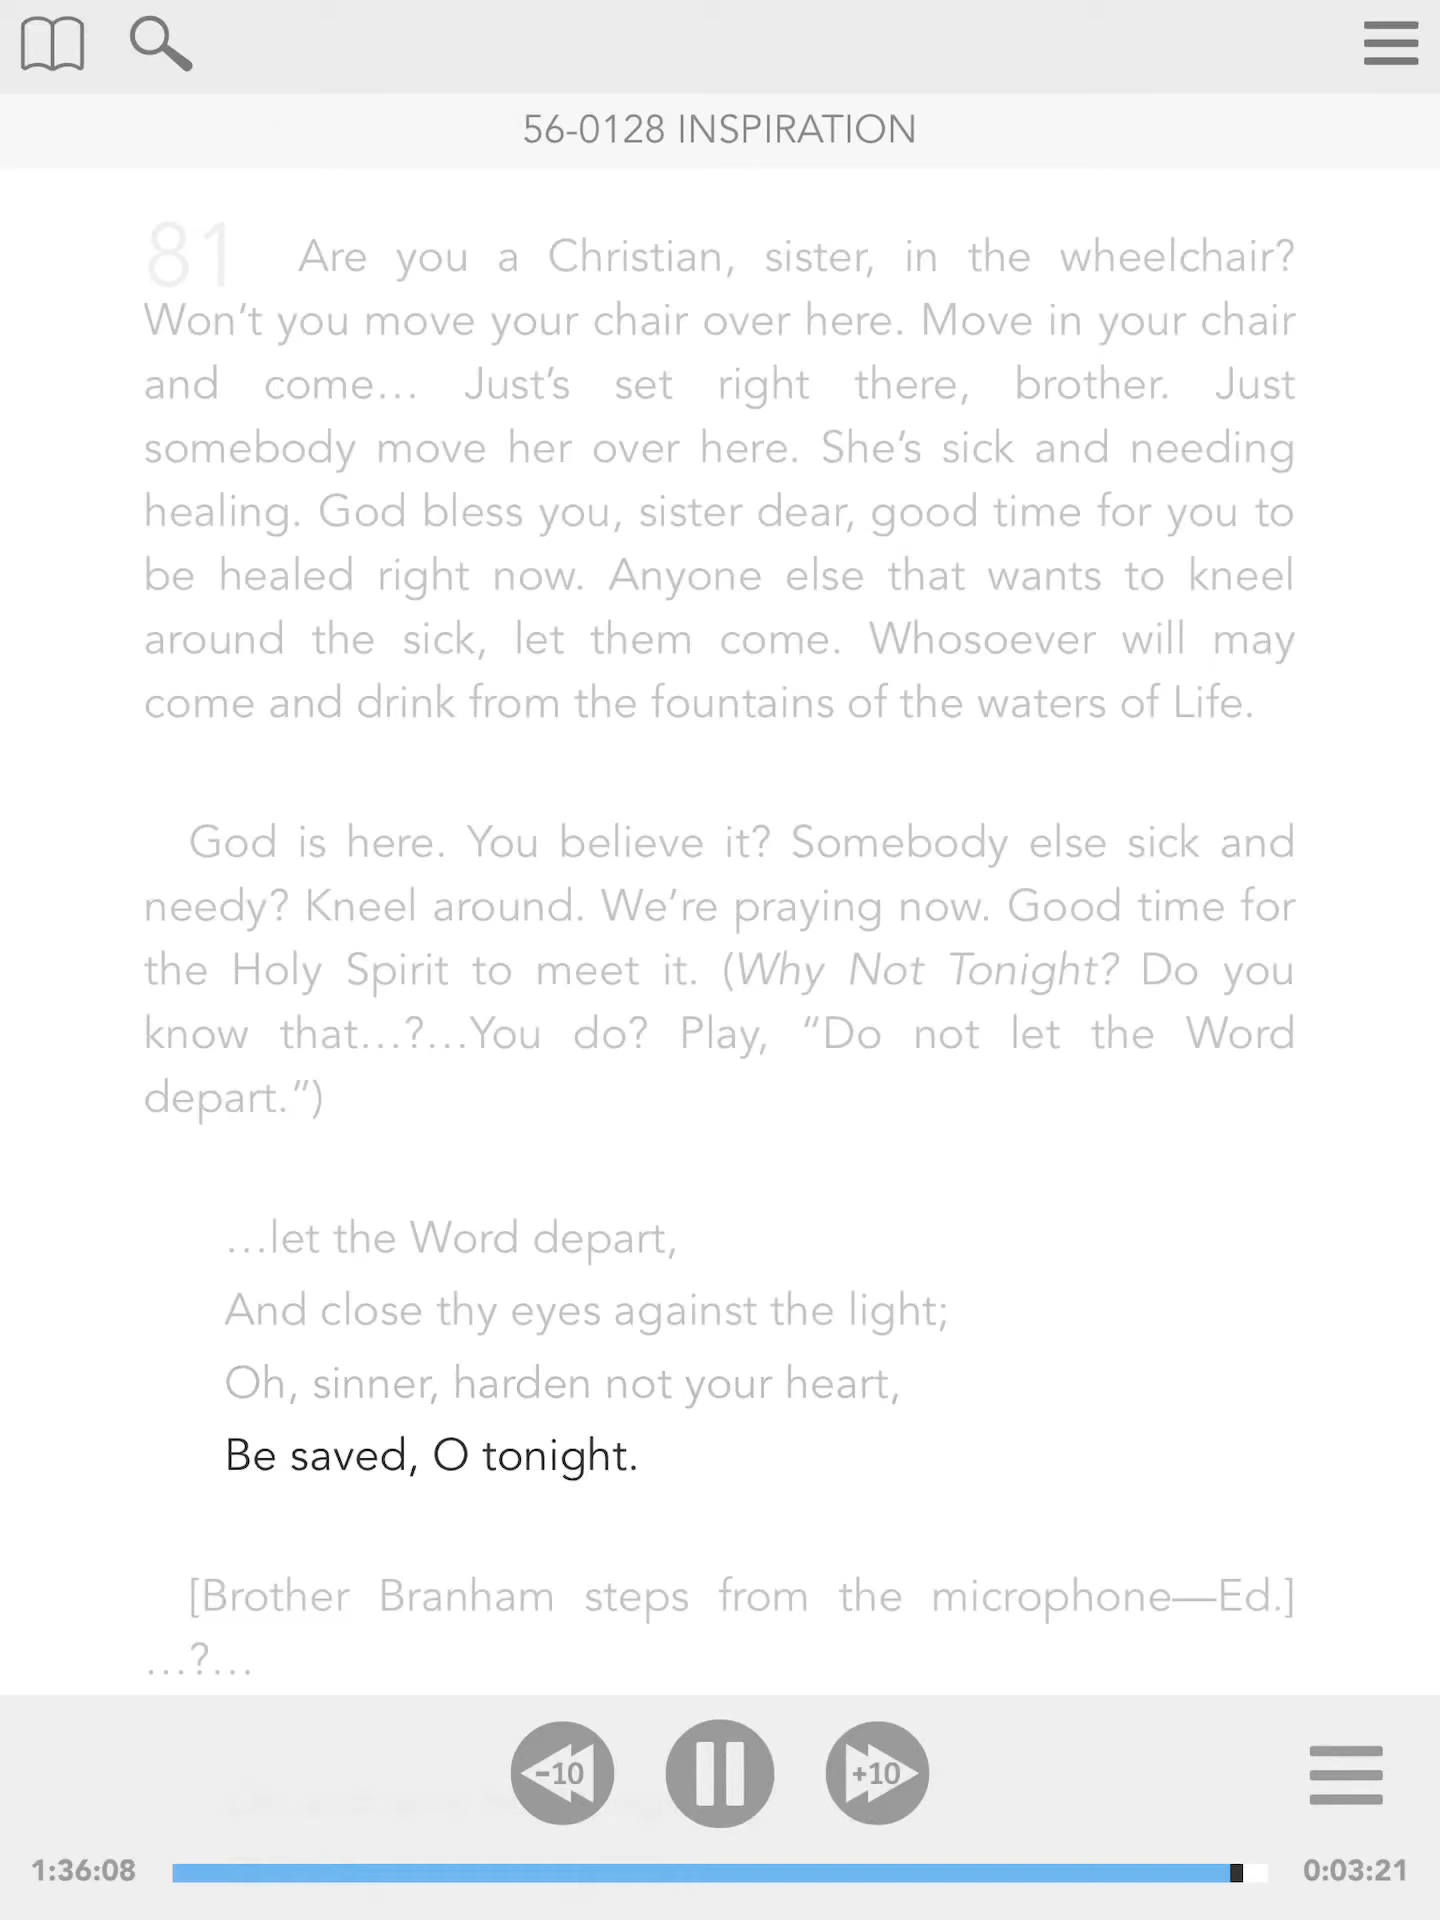 56-0128 INSPIRATION
81 Are you a Christian, sister, in the wheelchair?
Won’t you move your chair over here. Move in your chair
and come… Just’s set right there, brother. Just
somebody move her over here. She’s sick and needing
healing. God bless you, sister dear, good time for you to
be healed right now. Anyone else that wants to kneel
around the sick, let them come. Whosoever will may
come and drink from the fountains of the waters of Life.
God is here. You believe it? Somebody else sick and
needy? Kneel around. We’re praying now. Good time for
the Holy Spirit to meet it. (Why Not Tonight? Do you
know that…?…You do? Play, “Do not let the Word
depart.”)
…let the Word depart,
And close thy eyes against the light;
Oh, sinner, harden not your heart,
Be saved, O tonight.
[Brother Branham steps from the microphone—Ed.]
…?…
-10 +10
1:36:08 0:03:21